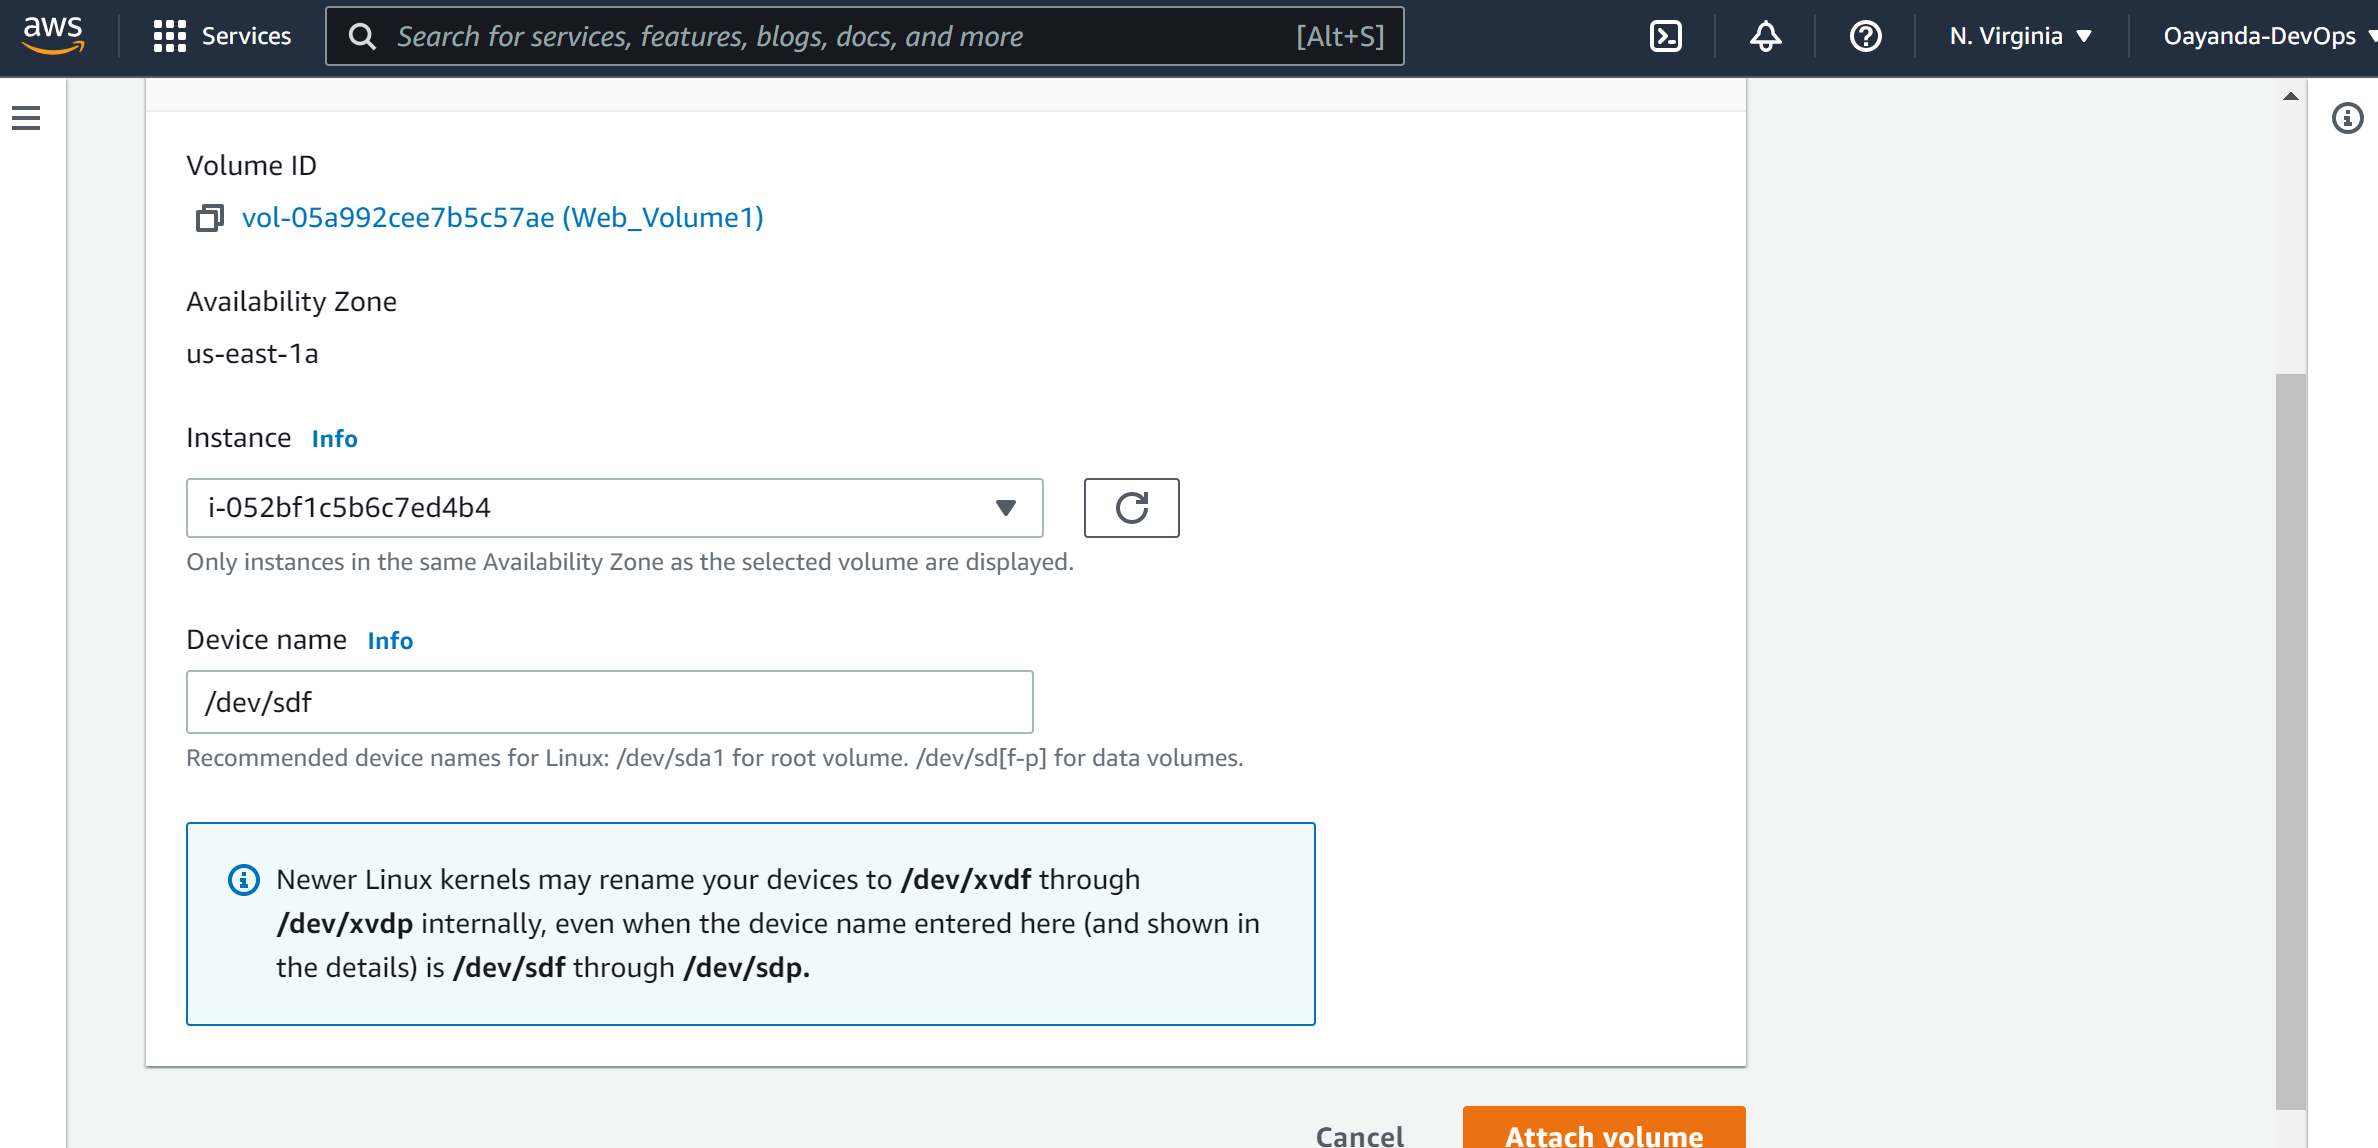 aws
Services
Search for services, features, blogs, docs, and more
[Alt+S]
N. Virginia
Oayanda-DevOps
Volume ID
vol-05a992cee7b5c57ae (Web_Volume1)
Availability Zone
us-east-1a
Instance Info
i-052bf1c5b6c7ed4b4
Only instances in the same Availability Zone as the selected volume are displayed.
Device name Info
/dev/sdf
Recommended device names for Linux: /dev/sda1 for root volume. /dev/sd[f-p] for data volumes.
Newer Linux kernels may rename your devices to /dev/xvdf through
/dev/xvdp internally, even when the device name entered here (and shown in
the details) is /dev/sdf through /dev/sdp.
Cancel
Attach volume